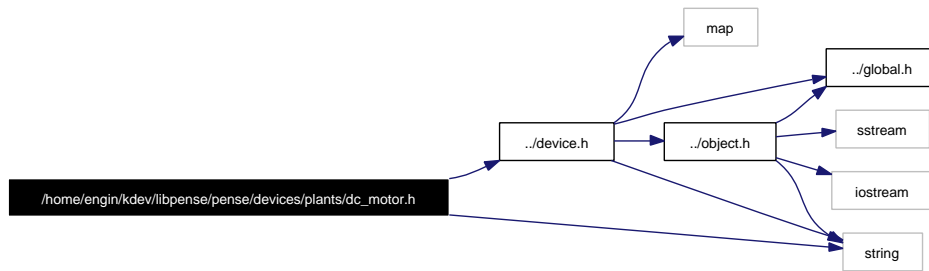 map
../global.h
sstream
../device.h
../object.h
/home/engin/kdev/libpense/pense/devices/plants/dc_motor.h
iostream
string